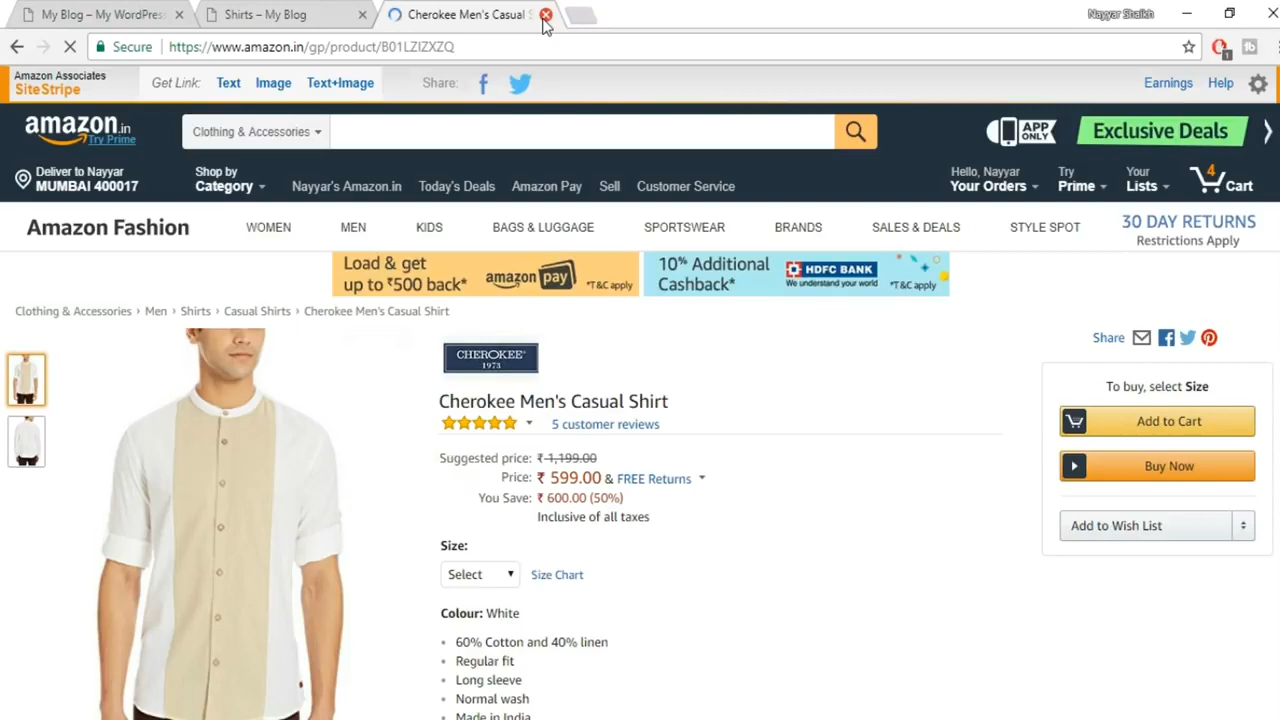 My Blog – My WordPress
Shirts – My Blog
Cherokee Men's Casual S
Nayyar Shaikh
Secure
https://www.amazon.in/gp/product/B01LZIZXZQ
1
Amazon Associates
SiteStripe
Get Link:
Text
Image
Text+Image
Share:
Earnings
Help
amazon.in
Try Prime
Clothing & Accessories
APP ONLY
Exclusive Deals
Deliver to Nayyar
MUMBAI 400017
Shop by
Category
Nayyar's Amazon.in
Today's Deals
Amazon Pay
Sell
Customer Service
Hello, Nayyar
Your Orders
Try
Prime
Your
Lists
4
Cart
Amazon Fashion
WOMEN
MEN
KIDS
BAGS & LUGGAGE
SPORTSWEAR
BRANDS
SALES & DEALS
STYLE SPOT
30 DAY RETURNS
Restrictions Apply
Load & get
up to ₹500 back*
amazon pay
*T&C apply
10% Additional
Cashback*
HDFC BANK
We understand your world
*T&C apply
Clothing & Accessories › Men › Shirts › Casual Shirts › Cherokee Men's Casual Shirt
Share
CHEROKEE
1973
Cherokee Men's Casual Shirt
5 customer reviews
Suggested price: ₹ 1,199.00
Price: ₹ 599.00 & FREE Returns
You Save: ₹ 600.00 (50%)
Inclusive of all taxes
Size:
Select
Size Chart
Colour: White
• 60% Cotton and 40% linen
• Regular fit
• Long sleeve
• Normal wash
• Made in India
To buy, select Size
Add to Cart
Buy Now
Add to Wish List